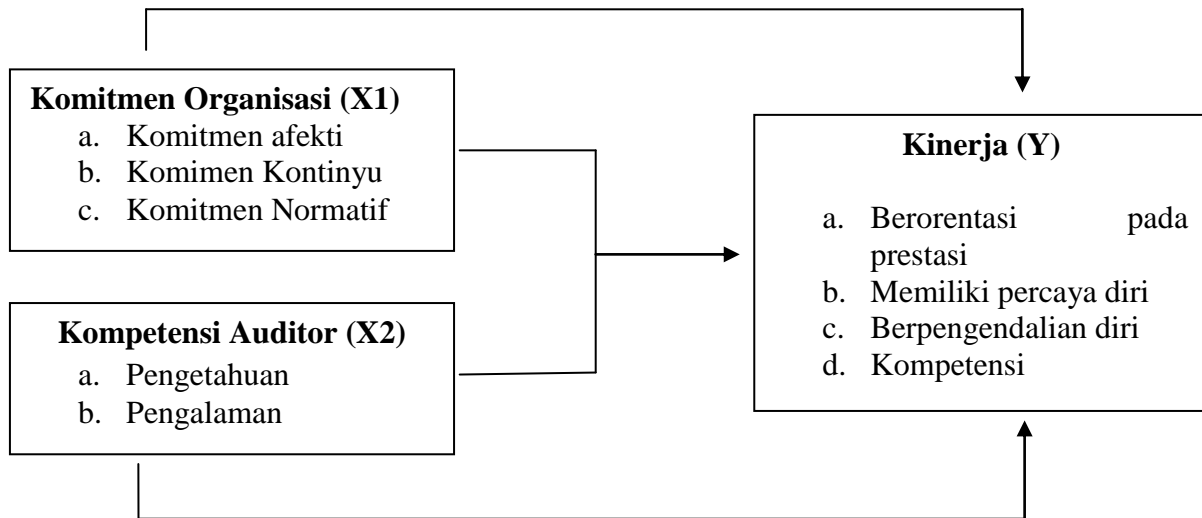 Komitmen Organisasi (X1)
a. Komitmen afekti
b. Komimen Kontinyu
c. Komitmen Normatif
Kompetensi Auditor (X2)
a. Pengetahuan
b. Pengalaman
Kinerja (Y)
a. Berorentasi pada
prestasi
b. Memiliki percaya diri
c. Berpengendalian diri
d. Kompetensi